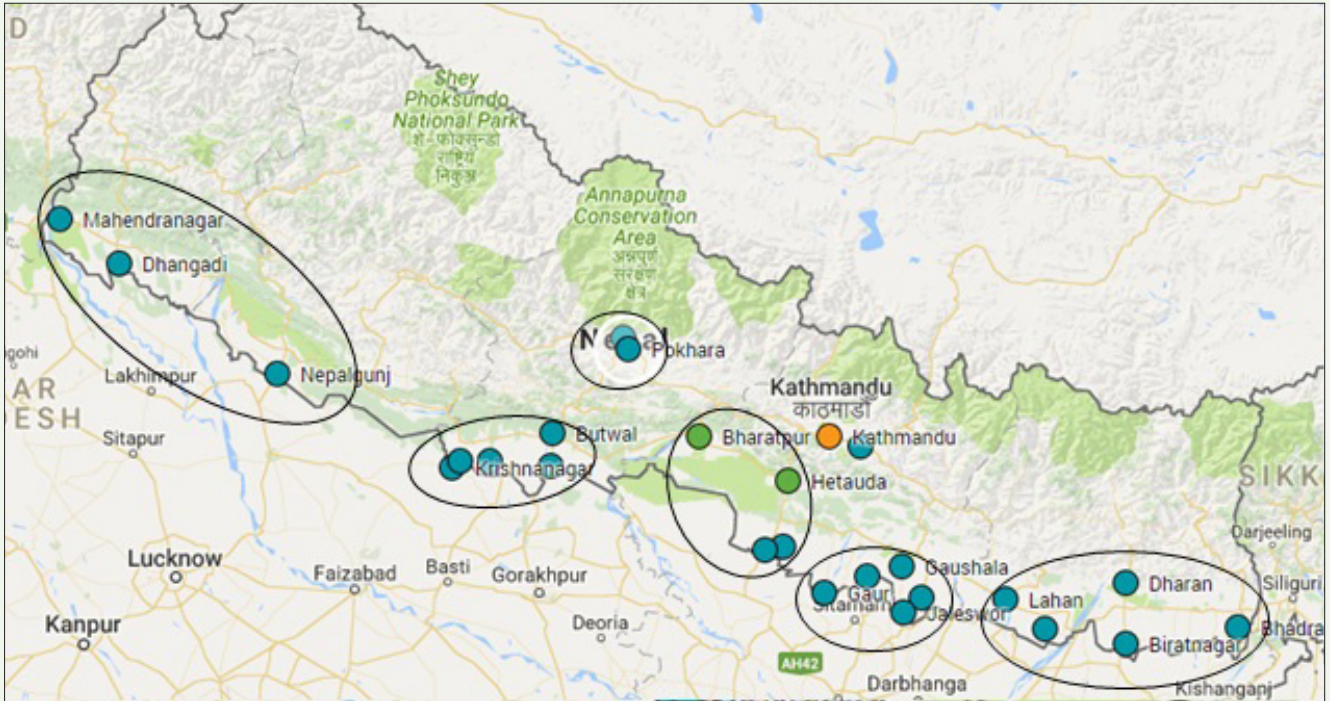 D
Shey
Phoksundo
National Park
शे-फोक्सुन्डो
राष्ट्रिय
निकुञ्ज
Annapurna
Conservation
Area
अन्नपूर्ण
संरक्षण
क्षेत्र
Mahendranagar
Dhangadi
Nepal
Pokhara
Nepalgunj
Lakhimpur
AR
DESH
Kathmandu
काठमाडौं
Butwal
Bharatpur
Kathmandu
Sitapur
Krishnanagar
Hetauda
SIKK
Darjeeling
Lucknow
Basti
Faizabad
Gorakhpur
Gaushala
Dharan
Siliguri
Gaur
Lahan
Jaleswor
Kanpur
Deoria
Bhadra
Biratnagar
AH42
Darbhanga
Kishanganj